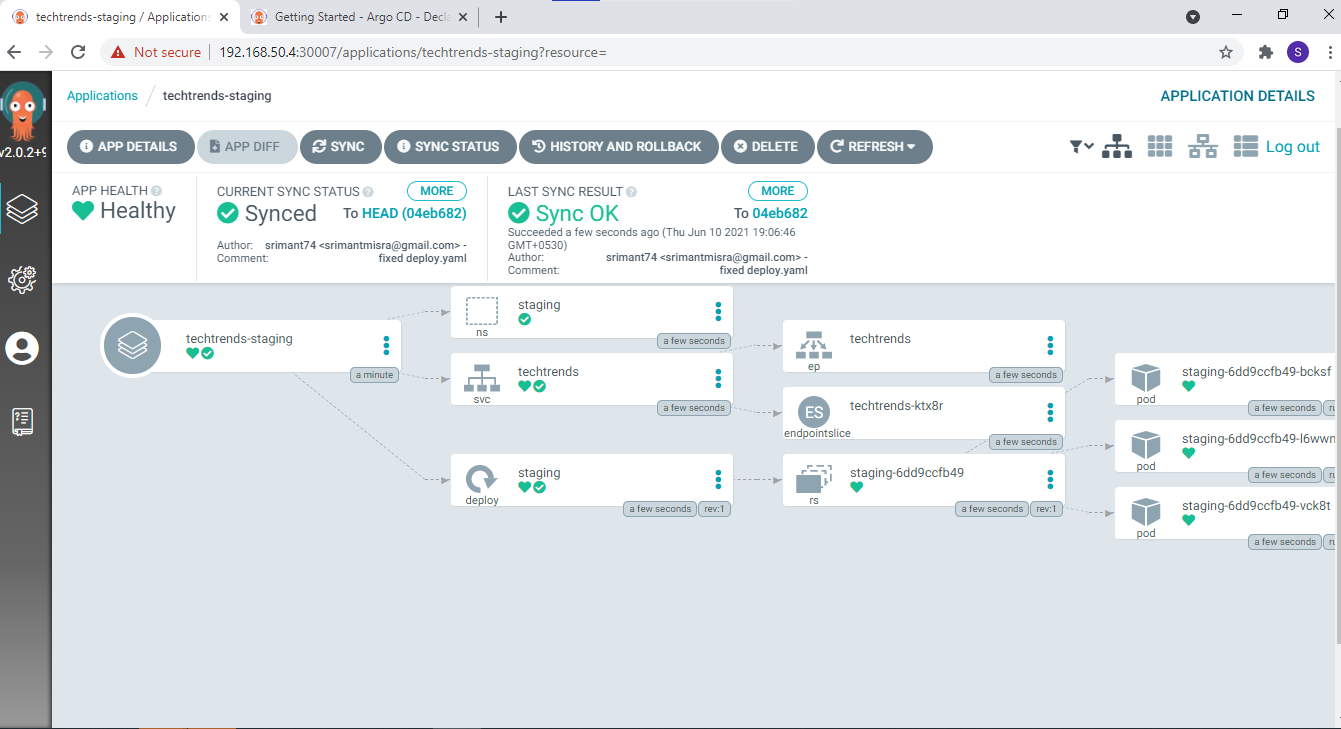 techtrends-staging / Applications
Getting Started - Argo CD - Decla
Not secure
192.168.50.4:30007/applications/techtrends-staging?resource=
S
v2.0.2+9
Applications / techtrends-staging
APPLICATION DETAILS
APP DETAILS
APP DIFF
SYNC
SYNC STATUS
HISTORY AND ROLLBACK
DELETE
REFRESH
Log out
APP HEALTH
Healthy
CURRENT SYNC STATUS
MORE
Synced
To HEAD (04eb682)
Author: srimant74 <srimantmisra@gmail.com> -
Comment: fixed deploy.yaml
LAST SYNC RESULT
MORE
Sync OK
To 04eb682
Succeeded a few seconds ago (Thu Jun 10 2021 19:06:46
GMT+0530)
Author: srimant74 <srimantmisra@gmail.com> -
Comment: fixed deploy.yaml
techtrends-staging
a minute
staging
ns
a few seconds
techtrends
svc
a few seconds
staging
deploy
a few seconds
rev:1
techtrends
ep
a few seconds
ES
techtrends-ktx8r
endpointslice
a few seconds
staging-6dd9ccfb49
rs
a few seconds
rev:1
staging-6dd9ccfb49-bcksf
pod
a few seconds
ru
staging-6dd9ccfb49-l6wwn
pod
a few seconds
ru
staging-6dd9ccfb49-vck8t
pod
a few seconds
ru